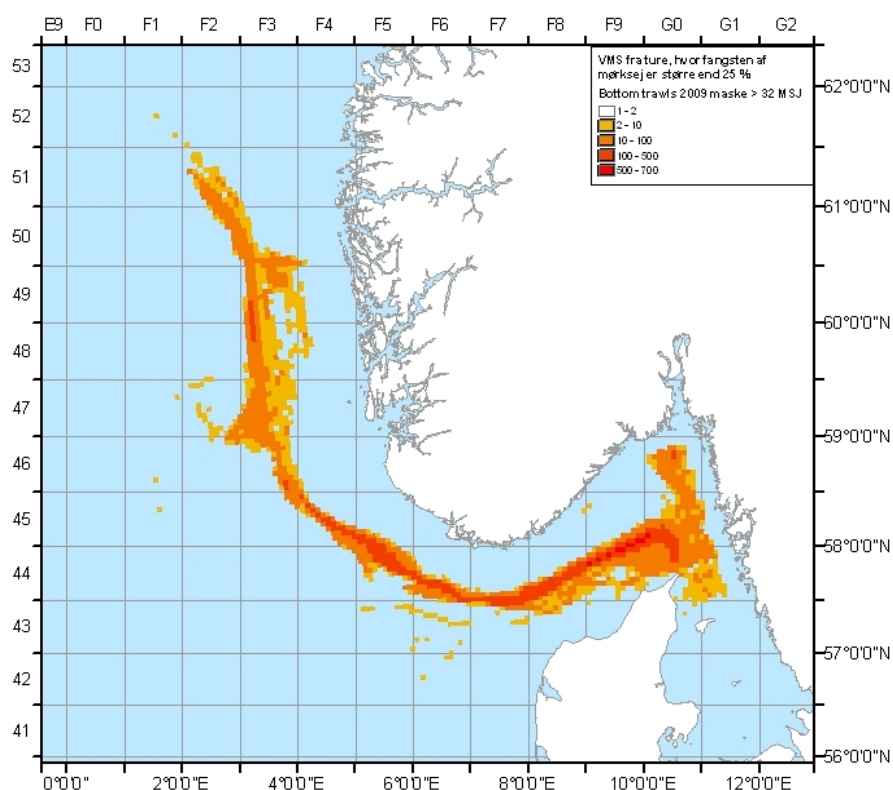 E9 F0 F1 F2 F3 F4 F5 F6 F7 F8 F9 G0 G1 G2
VMS fra ture, hvor fangsten af
mørksej er større end 25 %
Bottom trawls 2009 maske > 32 MSJ
1 - 2
2 - 10
10 - 100
100 - 500
500 - 700
53
52
51
50
49
48
47
46
45
44
43
42
41
62°0'0"N
61°0'0"N
60°0'0"N
59°0'0"N
58°0'0"N
57°0'0"N
56°0'0"N
0°0'0" 2°0'0"E 4°0'0"E 6°0'0"E 8°0'0"E 10°0'0"E 12°0'0"E